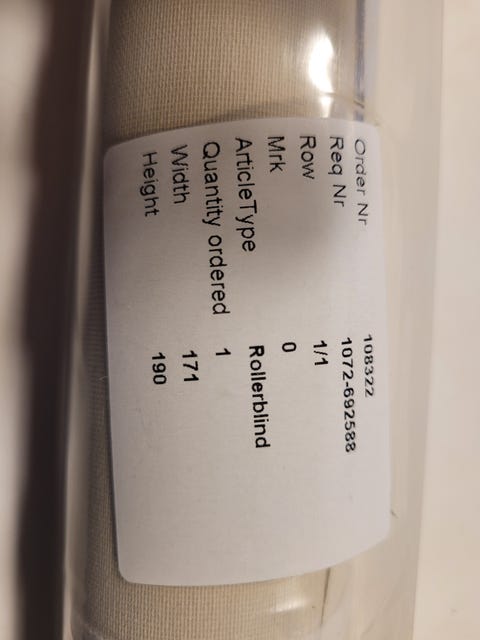 Order Nr 108322
Req Nr 1072-692588
Row 1/1
Mrk 0
ArticleType Rollerblind
Quantity ordered 1
Width 171
Height 190